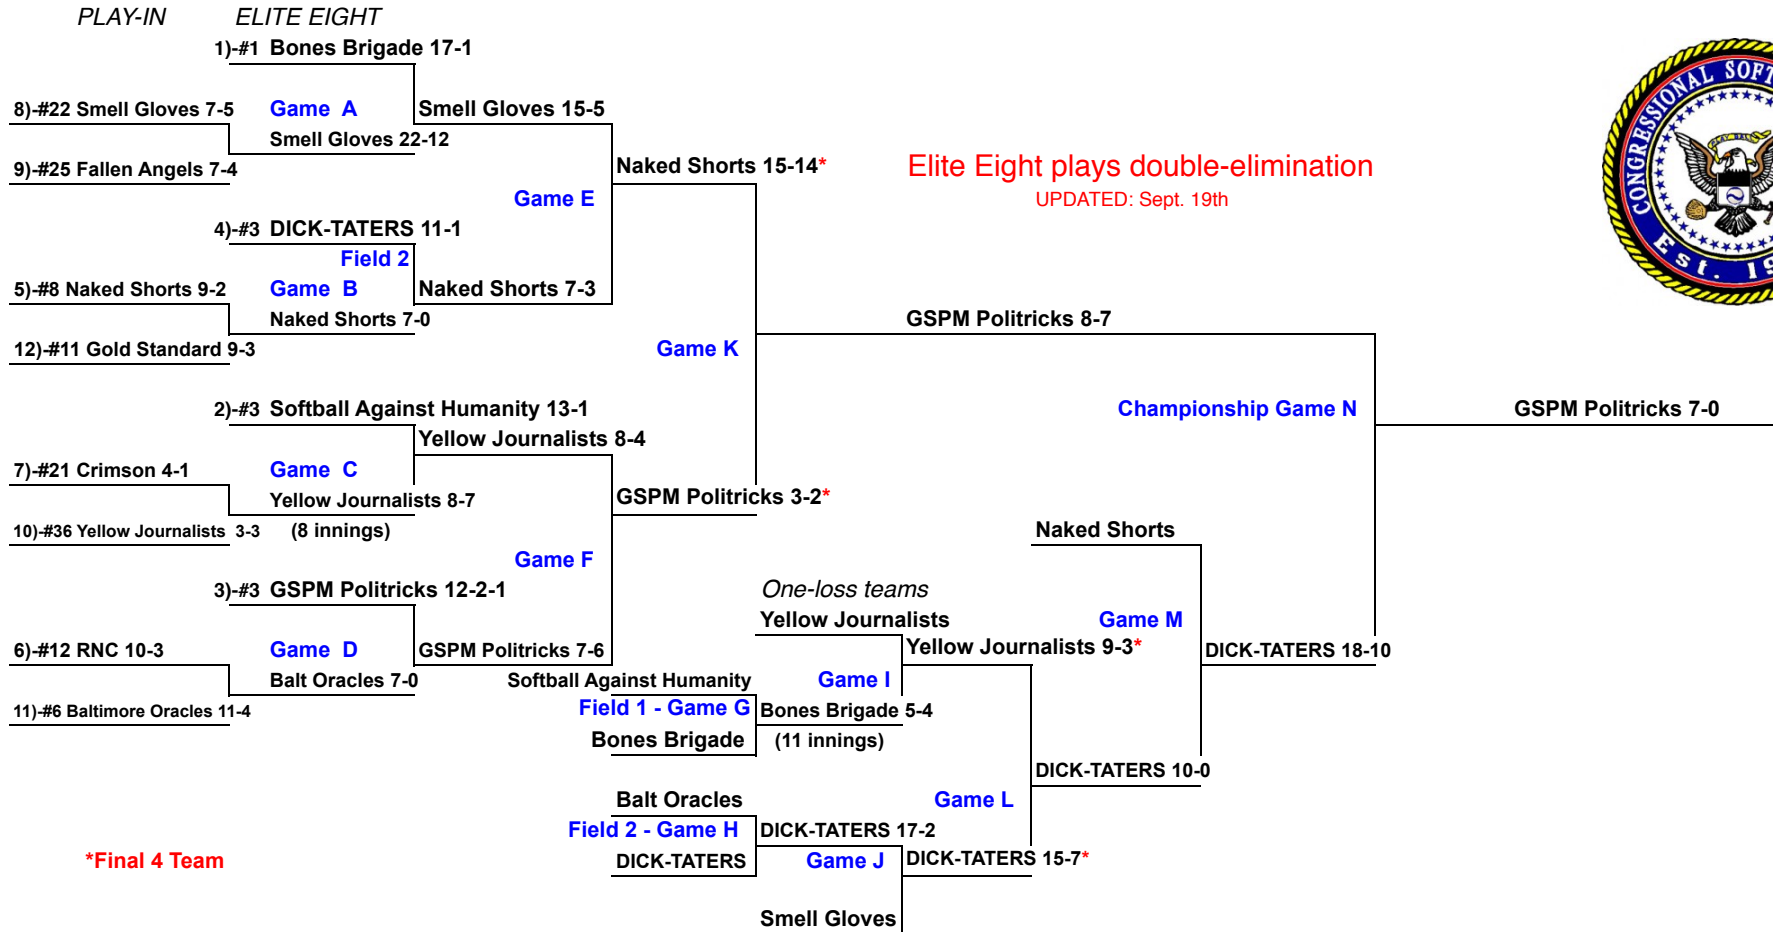 PLAY-IN ELITE EIGHT
1)-#1 Bones Brigade 17-1
8)-#22 Smell Gloves 7-5 Game A Smell Gloves 15-5
Smell Gloves 22-12
9)-#25 Fallen Angels 7-4 Naked Shorts 15-14* Elite Eight plays double-elimination
Game E UPDATED: Sept. 19th
4)-#3 DICK-TATERS 11-1
Field 2
5)-#8 Naked Shorts 9-2 Game B Naked Shorts 7-3
Naked Shorts 7-0 GSPM Politricks 8-7
12)-#11 Gold Standard 9-3 Game K
2)-#3 Softball Against Humanity 13-1 Championship Game N GSPM Politricks 7-0
Yellow Journalists 8-4
7)-#21 Crimson 4-1 Game C
Yellow Journalists 8-7 GSPM Politricks 3-2*
10)-#36 Yellow Journalists 3-3 (8 innings) Naked Shorts
Game F
3)-#3 GSPM Politricks 12-2-1 One-loss teams
Yellow Journalists Game M
6)-#12 RNC 10-3 Game D GSPM Politricks 7-6 Yellow Journalists 9-3* DICK-TATERS 18-10
Balt Oracles 7-0 Softball Against Humanity Game I
11)-#6 Baltimore Oracles 11-4 Field 1 - Game G Bones Brigade 5-4
Bones Brigade (11 innings)
DICK-TATERS 10-0
Balt Oracles Game L
Field 2 - Game H DICK-TATERS 17-2
*Final 4 Team DICK-TATERS Game J DICK-TATERS 15-7*
Smell Gloves
CONGRESSIONAL
Est.